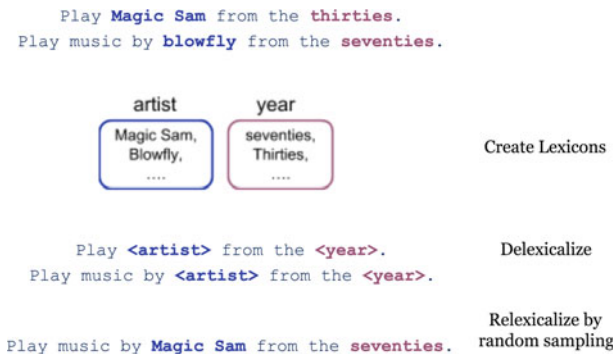 Play Magic Sam from the thirties.
Play music by blowfly from the seventies.
artist year
Magic Sam, seventies,
Blowfly, Thirties,
.... ....
Create Lexicons
Play <artist> from the <year>. Delexicalize
Play music by <artist> from the <year>.
Relexicalize by
Play music by Magic Sam from the seventies. random sampling